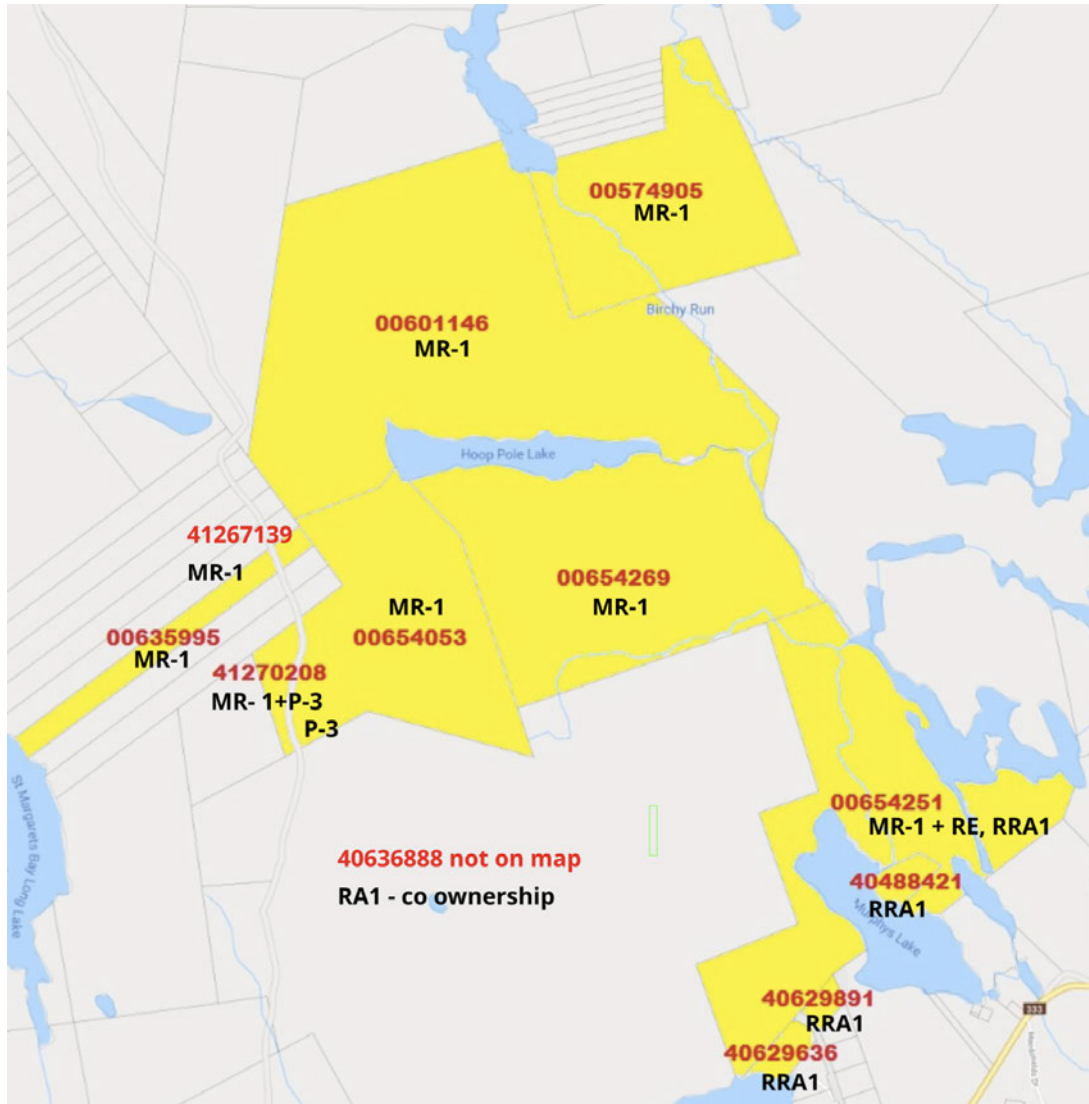 00574905
MR-1
Birchy Run
00601146
MR-1
Hoop Pole Lake
41267139
MR-1
00654269
MR-1
MR-1
00654053
00635995
MR-1
41270208
MR- 1+P-3
P-3
St Margarets Bay Long Lake
00654251
MR-1 + RE, RRA1
40636888 not on map
RA1 - co ownership
40488421
RRA1
Murphys Lake
40629891
RRA1
333
40629636
RRA1